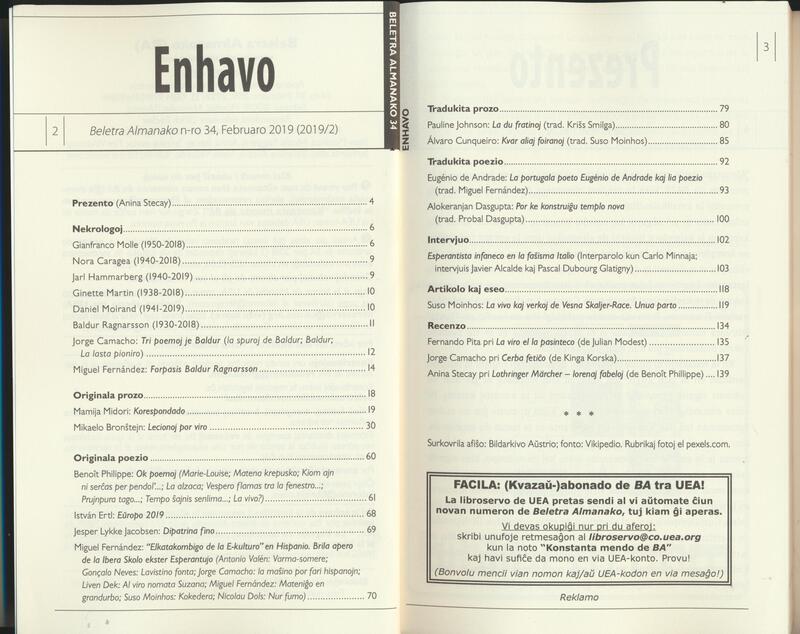 Enhavo
2
Beletra Almanako n-ro 34, Februaro 2019 (2019/2)
BELETRA ALMANAKO 34
ENHAVO
Prezento (Anina Stecay) 4
Nekrologoj 6
Gianfranco Molle (1950-2018) 6
Nora Caragea (1940-2018) 9
Jarl Hammarberg (1940-2019) 9
Ginette Martin (1938-2018) 10
Daniel Moirand (1941-2019) 10
Baldur Ragnarsson (1930-2018) 11
Jorge Camacho: Tri poemoj je Baldur (la spuroj de Baldur; Baldur;
La lasta pioniro) 12
Miguel Fernández: Forpasis Baldur Ragnarsson 14
Originala prozo 18
Mamija Midori: Korespondado 19
Mikaelo Bronŝtejn: Lecionoj por viro 30
Originala poezio 60
Benoît Philippe: Ok poemoj (Marie-Louise; Matena krepusko; Kiom ajn
ni serĉas per pendol'...; La alzaca; Vespero flamas tra la fenestro...;
Prujnpura tago...; Tempo ŝajnis senlima...; La vivo?) 61
István Ertl: Eŭropo 2019 68
Jesper Lykke Jacobsen: Dipatrina fino 69
Miguel Fernández: "Elkatakombigo de la E-kulturo" en Hispanio. Brila apero
de la Ibera Skolo ekster Esperantujo (Antonio Valén: Varma-somere;
Gonçalo Neves: Lavistino fonta; Jorge Camacho: la maŝino por fari hispanojn;
Liven Dek: Al viro nomata Suzana; Miguel Fernández: Mateniĝo en
grandurbo; Suso Moinhos: Kokedera; Nicolau Dols: Nur fumo) 70
3
Tradukita prozo 79
Pauline Johnson: La du fratinoj (trad. Krišs Smilga) 80
Álvaro Cunqueiro: Kvar aliaj foiranoj (trad. Suso Moinhos) 85
Tradukita poezio 92
Eugénio de Andrade: La portugala poeto Eugénio de Andrade kaj lia poezio
(trad. Miguel Fernández) 93
Alokeranjan Dasgupta: Por ke konstruiĝu templo nova
(trad. Probal Dasgupta) 100
Intervjuo 102
Esperantista infaneco en la faŝisma Italio (Interparolo kun Carlo Minnaja;
intervjuis Javier Alcalde kaj Pascal Dubourg Glatigny) 103
Artikolo kaj eseo 118
Suso Moinhos: La vivo kaj verkoj de Vesna Skaljer-Race. Unua parto 119
Recenzo 134
Fernando Pita pri La viro el la pasinteco (de Julian Modest) 135
Jorge Camacho pri Cerba fetiĉo (de Kinga Korska) 137
Anina Stecay pri Lothringer Märcher – lorenaj fabeloj (de Benoît Phillippe) 139
* * *
Surkovrila afiŝo: Bildarkivo Aŭstrio; fonto: Vikipedio. Rubrikaj fotoj el pexels.com.
FACILA: (Kvazaŭ-)abonado de BA tra UEA!
La libroservo de UEA pretas sendi al vi aŭtomate ĉiun
novan numeron de Beletra Almanako, tuj kiam ĝi aperas.
Vi devas okupiĝi nur pri du aferoj:
skribi unufoje retmesaĝon al libroservo@co.uea.org
kun la noto "Konstanta mendo de BA"
kaj havi sufiĉe da mono en via UEA-konto. Provu!
(Bonvolu mencii vian nomon kaj/aŭ UEA-kodon en via mesaĝo!)
Reklamo